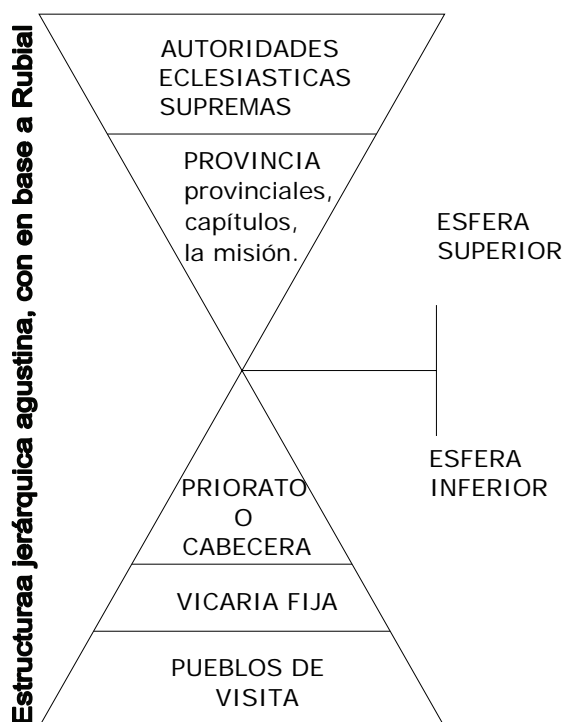 Estructuraa jerárquica agustina, con en base a Rubial
AUTORIDADES
ECLESIASTICAS
SUPREMAS
PROVINCIA
provinciales,
capítulos,
la misión.
ESFERA
SUPERIOR
ESFERA
INFERIOR
PRIORATO
O
CABECERA
VICARIA FIJA
PUEBLOS DE
VISITA